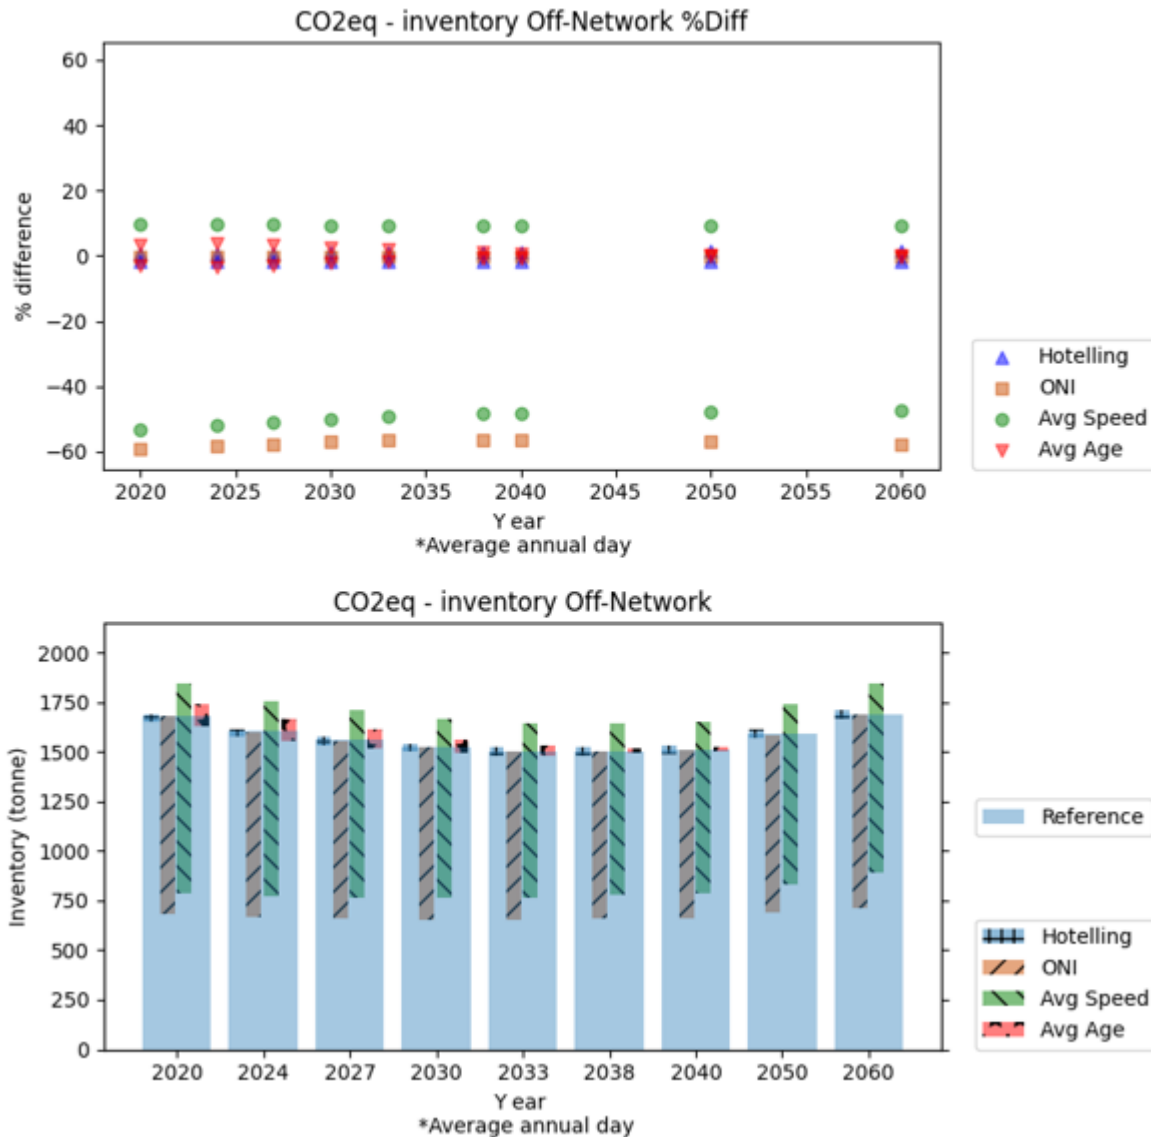 CO2eq - inventory Off-Network %Diff
60
40
20
0
−20
−40
−60
% difference
2020 2025 2030 2035 2040 2045 2050 2055 2060
Y ear
*Average annual day
Hotelling
ONI
Avg Speed
Avg Age
CO2eq - inventory Off-Network
2000
1750
1500
1250
1000
750
500
250
0
Inventory (tonne)
2020 2024 2027 2030 2033 2038 2040 2050 2060
Y ear
*Average annual day
Reference
Hotelling
ONI
Avg Speed
Avg Age